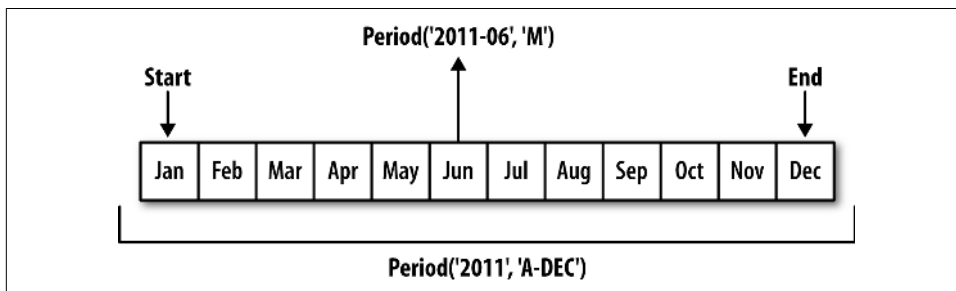 Period('2011-06', 'M')
Start End
Jan Feb Mar Apr May Jun Jul Aug Sep Oct Nov Dec
Period('2011', 'A-DEC')